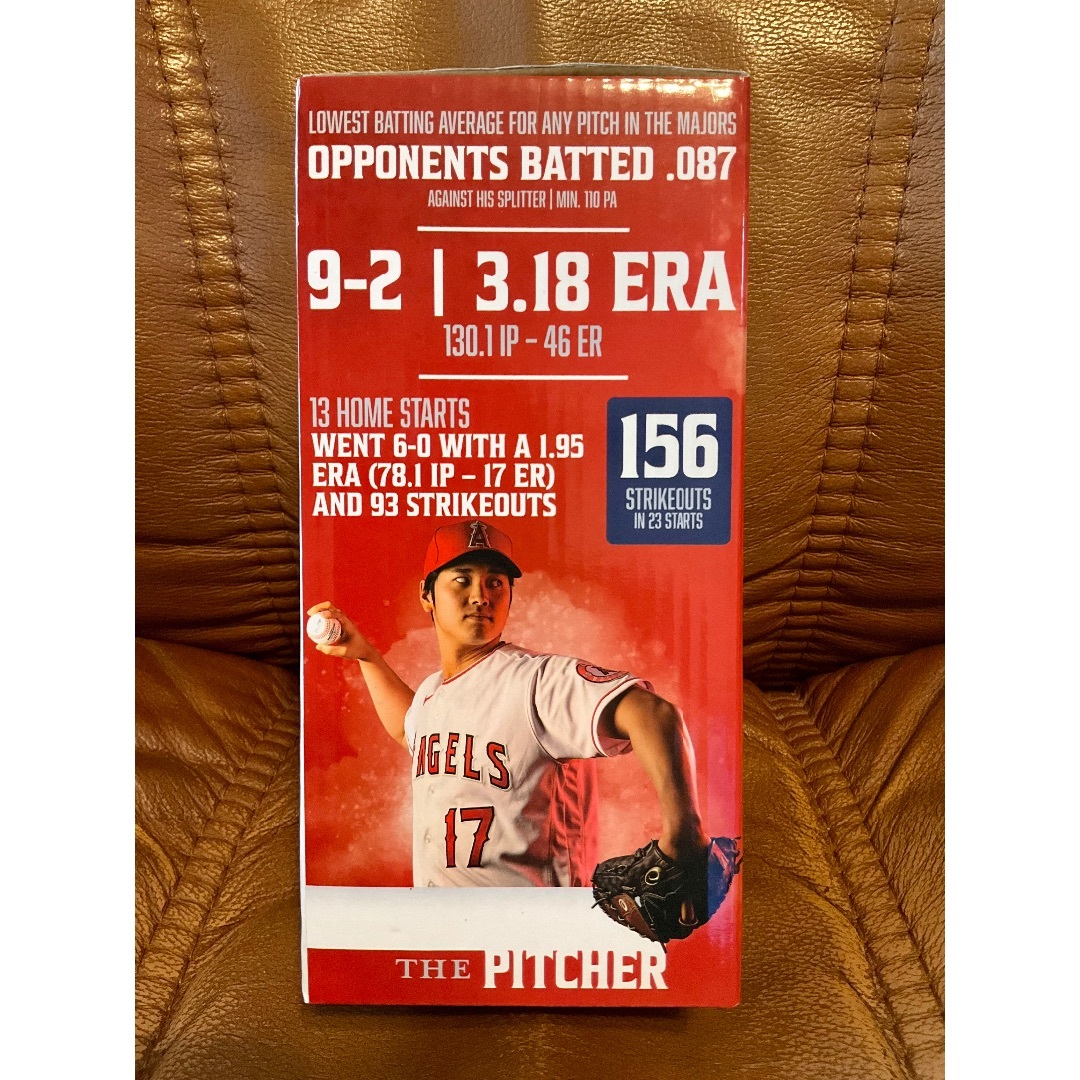 LOWEST BATTING AVERAGE FOR ANY PITCH IN THE MAJORS
OPPONENTS BATTED .087
AGAINST HIS SPLITTER | MIN. 110 PA
9-2 | 3.18 ERA
130.1 IP – 46 ER
13 HOME STARTS
WENT 6-0 WITH A 1.95
ERA (78.1 IP – 17 ER)
AND 93 STRIKEOUTS
156
STRIKEOUTS
IN 23 STARTS
A
ANGELS
17
THE PITCHER